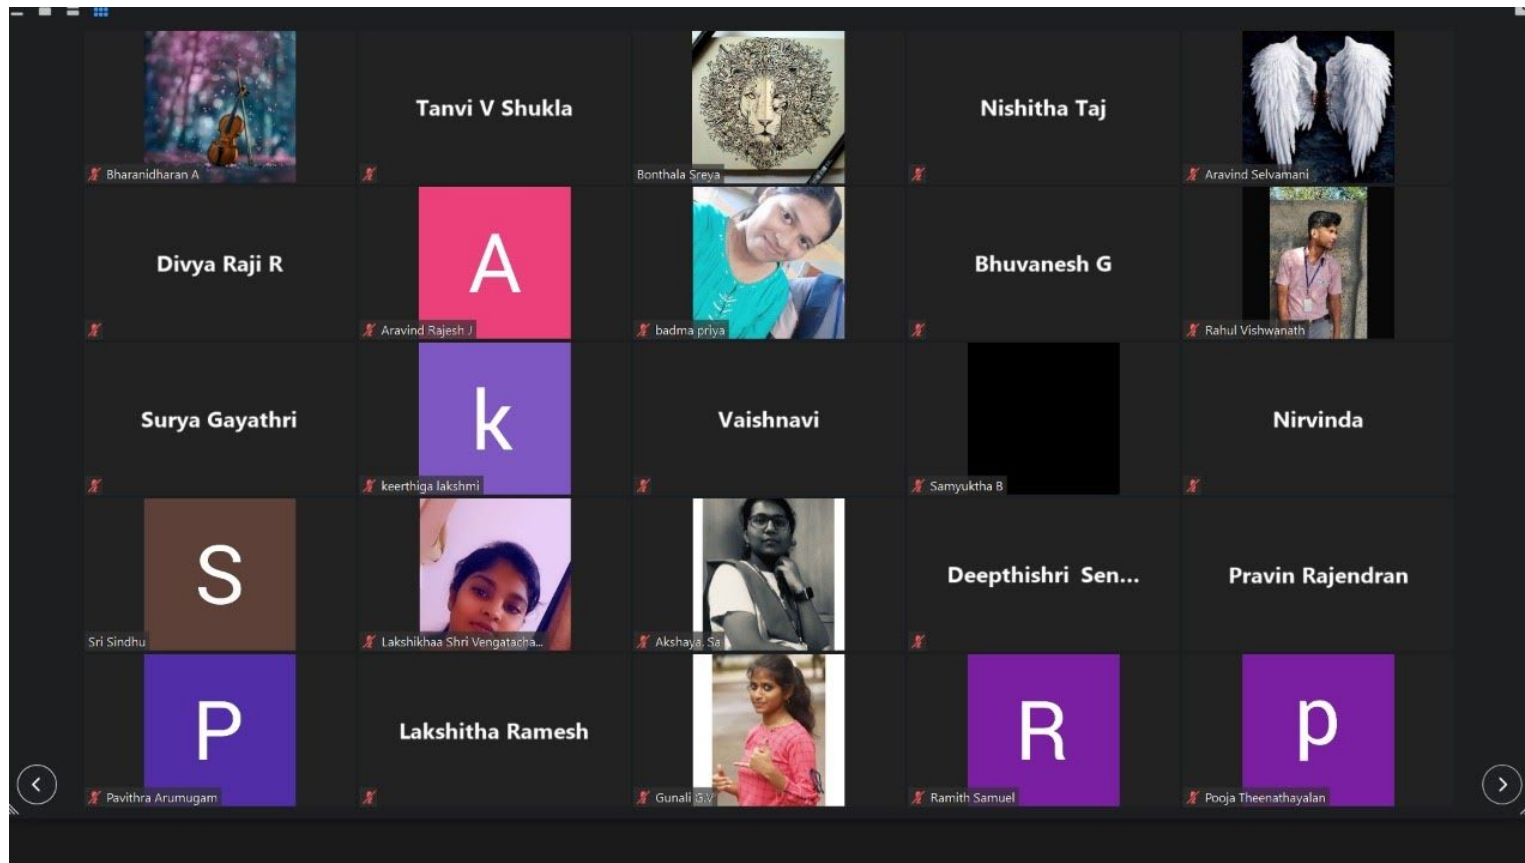 Bharanidharan A
Tanvi V Shukla
Bonthala Sreya
Nishitha Taj
Aravind Selvamani
Divya Raji R
A
Aravind Rajesh J
badma priya
Bhuvanesh G
Rahul Vishwanath
Surya Gayathri
k
keerthiga lakshmi
Vaishnavi
Samyuktha B
Nirvinda
S
Sri Sindhu
Lakshikhaa Shri Vengatacha...
Akshaya. Sa
Deepthishri Sen...
Pravin Rajendran
P
Pavithra Arumugam
Lakshitha Ramesh
Gunali G.V
R
Ramith Samuel
p
Pooja Theenathayalan